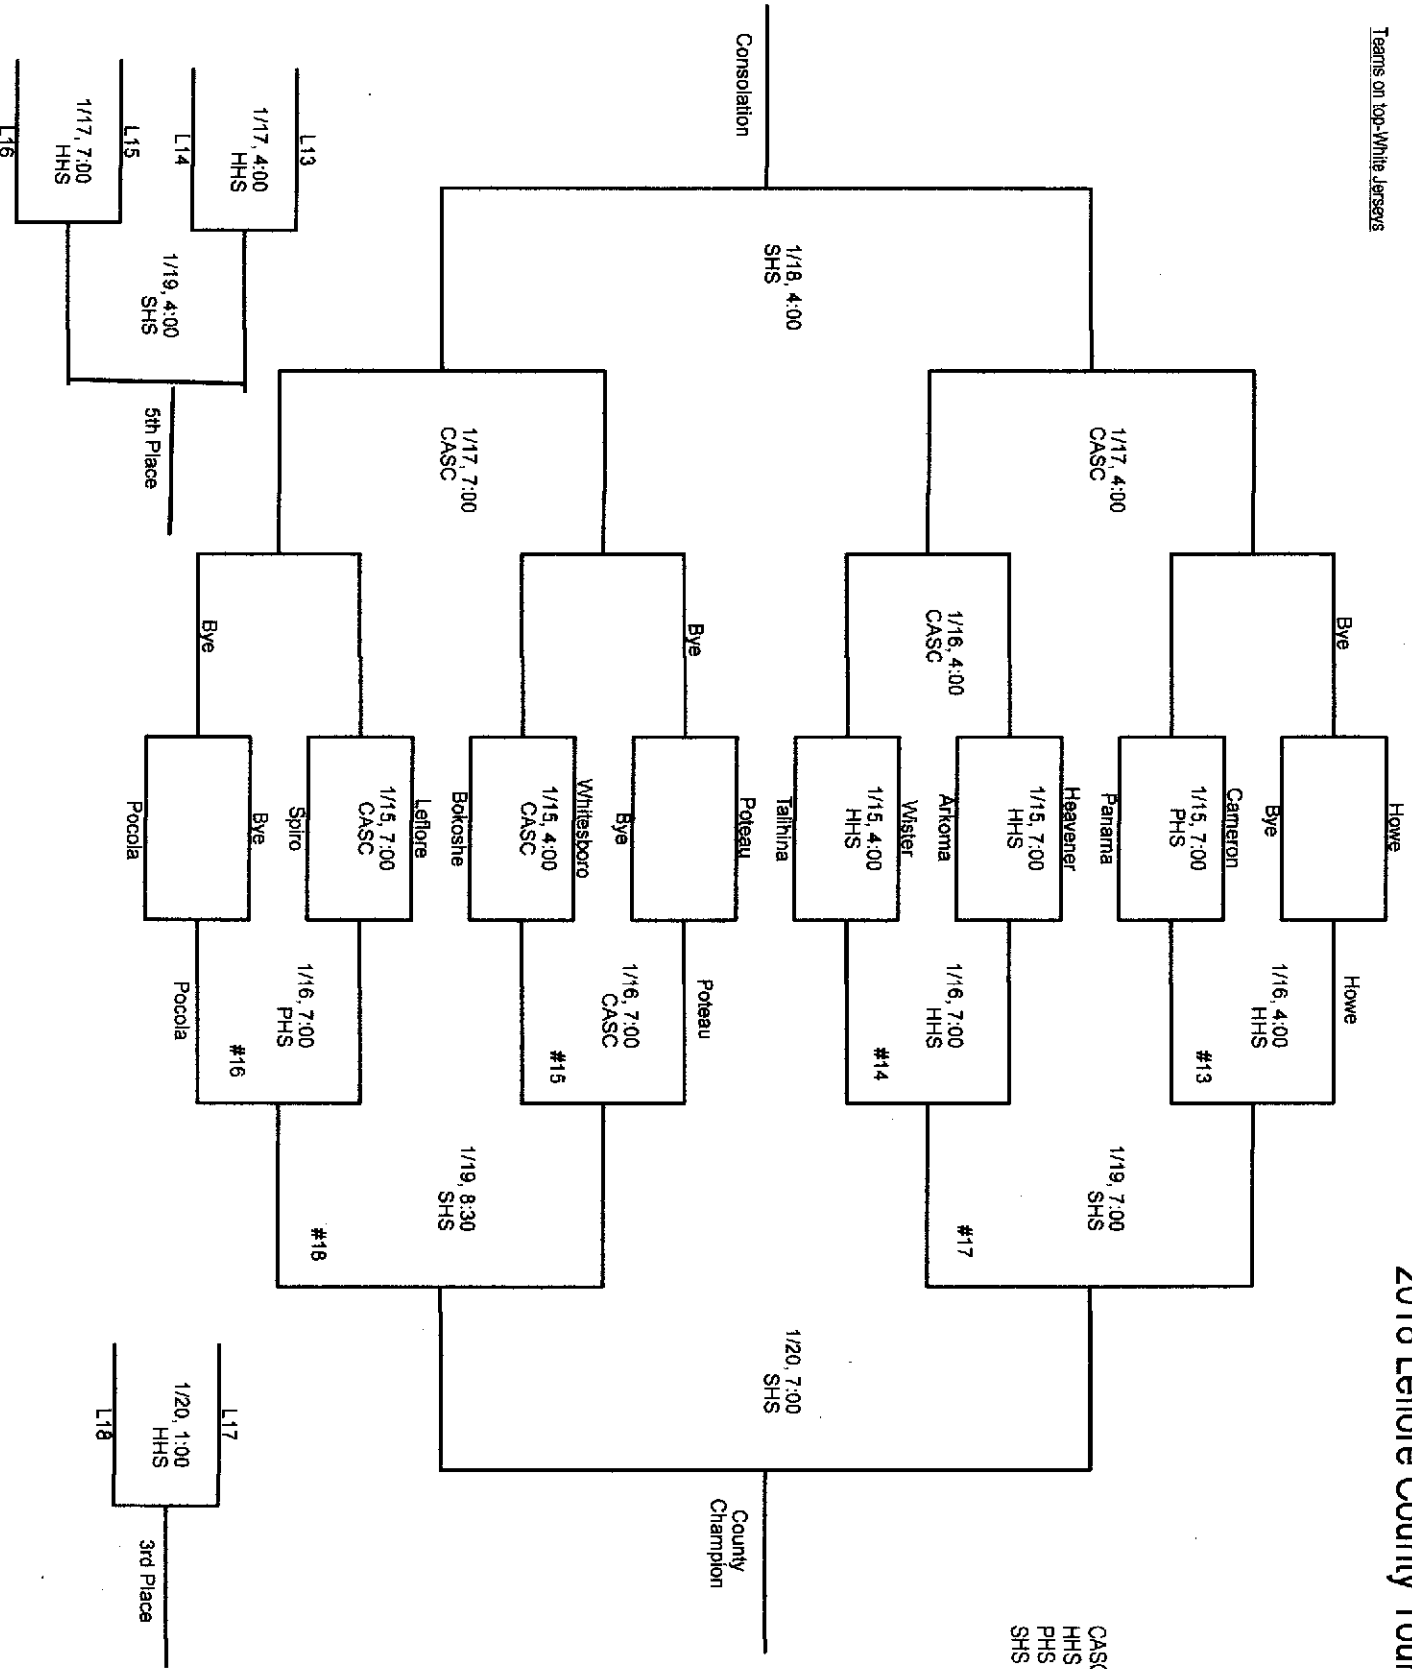 2018 Leflore County Tour
Teams on top-White Jerseys
Howe
Bye
Howe
Bye
1/16, 4:00
HHS
Cameron
1/15, 7:00
PHS
#13
Panama
1/17, 4:00
CASC
1/19, 7:00
SHS
CASC
HHS
PHS
SHS
Heavener
1/15, 7:00
HHS
Arkoma
1/16, 4:00
CASC
1/16, 7:00
HHS
#17
Wister
1/15, 4:00
HHS
#14
Talihina
1/18, 4:00
SHS
1/20, 7:00
SHS
Consolation
County
Champion
Poteau
Bye
Poteau
Bye
1/16, 7:00
CASC
Whitesboro
1/15, 4:00
CASC
#15
Bokoshe
1/17, 7:00
CASC
1/19, 8:30
SHS
Leflore
1/15, 7:00
CASC
Spiro
1/16, 7:00
PHS
#18
Bye
Bye
#16
Pocola
Pocola
L13
1/17, 4:00
HHS
L14
1/19, 4:00
SHS
5th Place
L15
1/17, 7:00
HHS
L16
L17
1/20, 1:00
HHS
L18
3rd Place